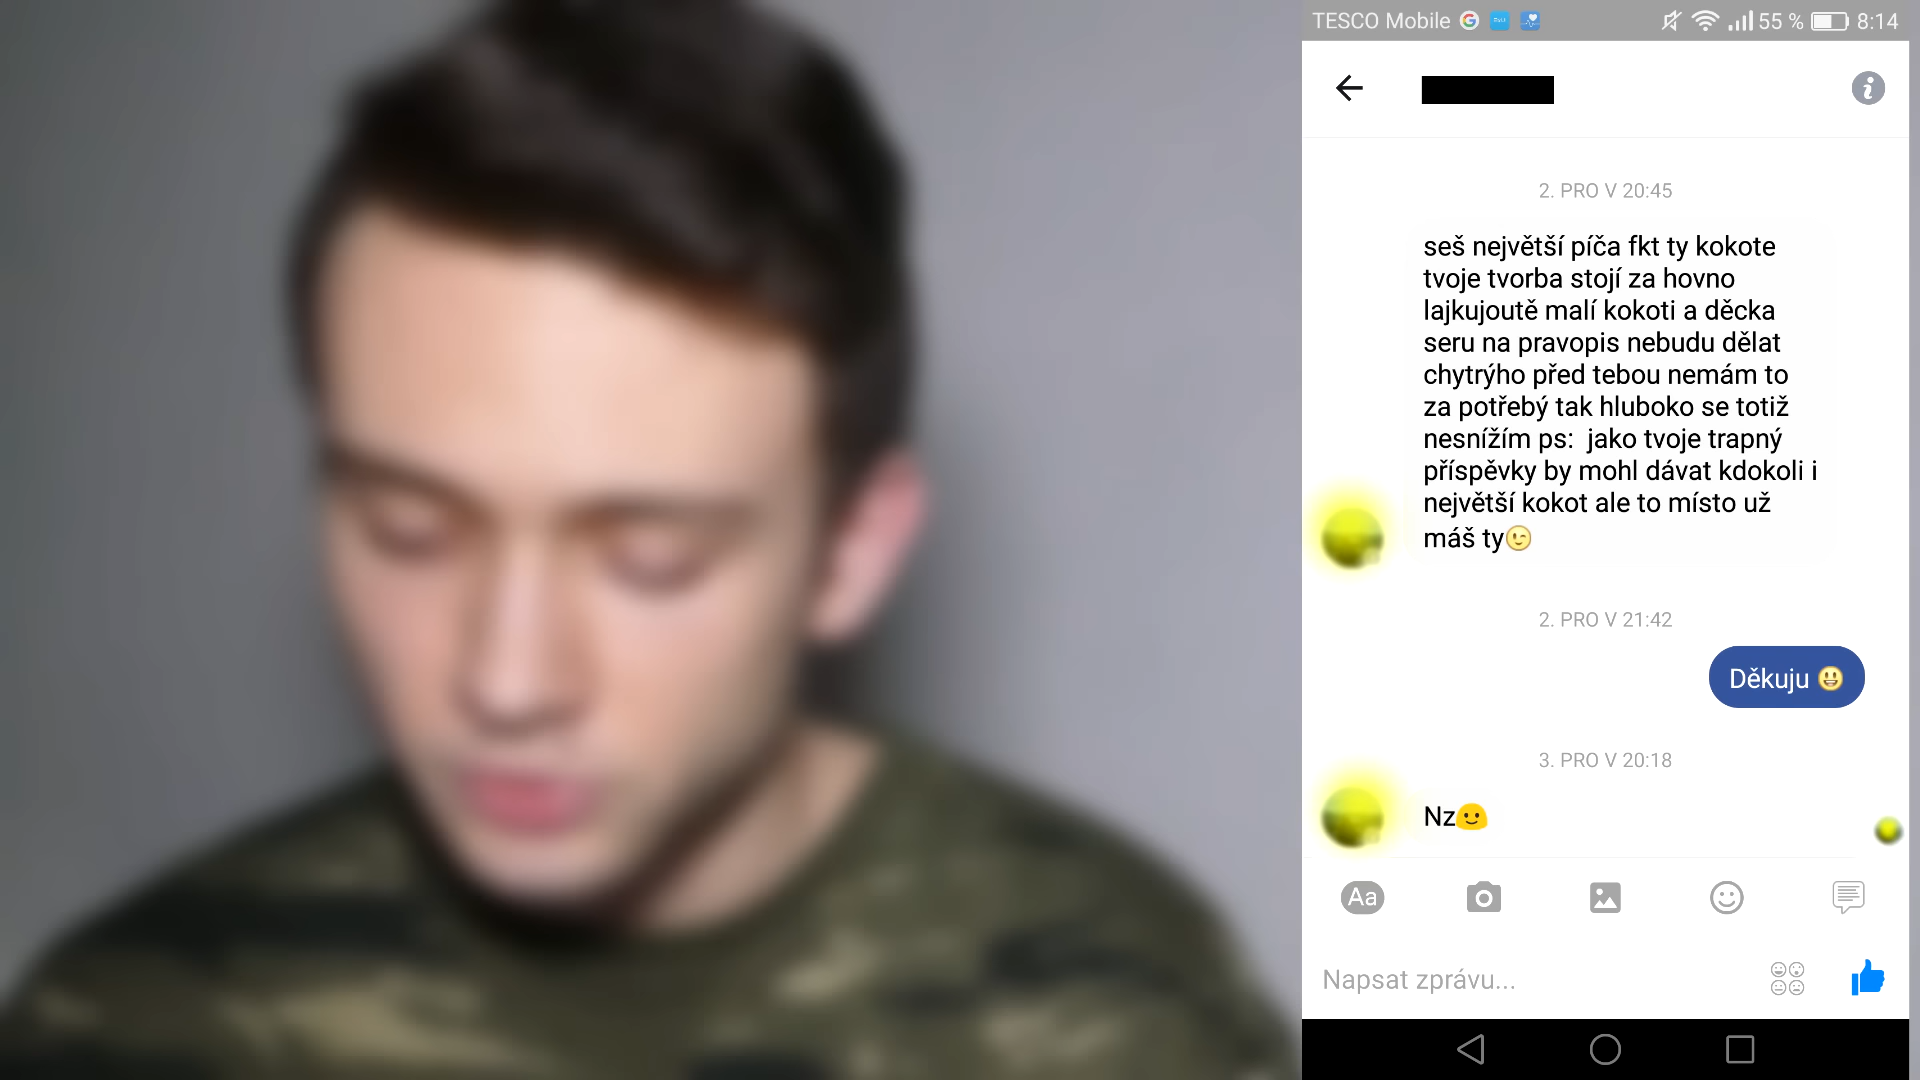 TESCO Mobile 55 % 8:14
2. PRO V 20:45
seš největší píča fkt ty kokote
tvoje tvorba stojí za hovno
lajkujoutě malí kokoti a děcka
seru na pravopis nebudu dělat
chytrýho před tebou nemám to
za potřebý tak hluboko se totiž
nesnížím ps:  jako tvoje trapný
příspěvky by mohl dávat kdokoli i
největší kokot ale to místo už
máš ty😉
2. PRO V 21:42
Děkuju 😃
3. PRO V 20:18
Nz🙂
Aa
Napsat zprávu...